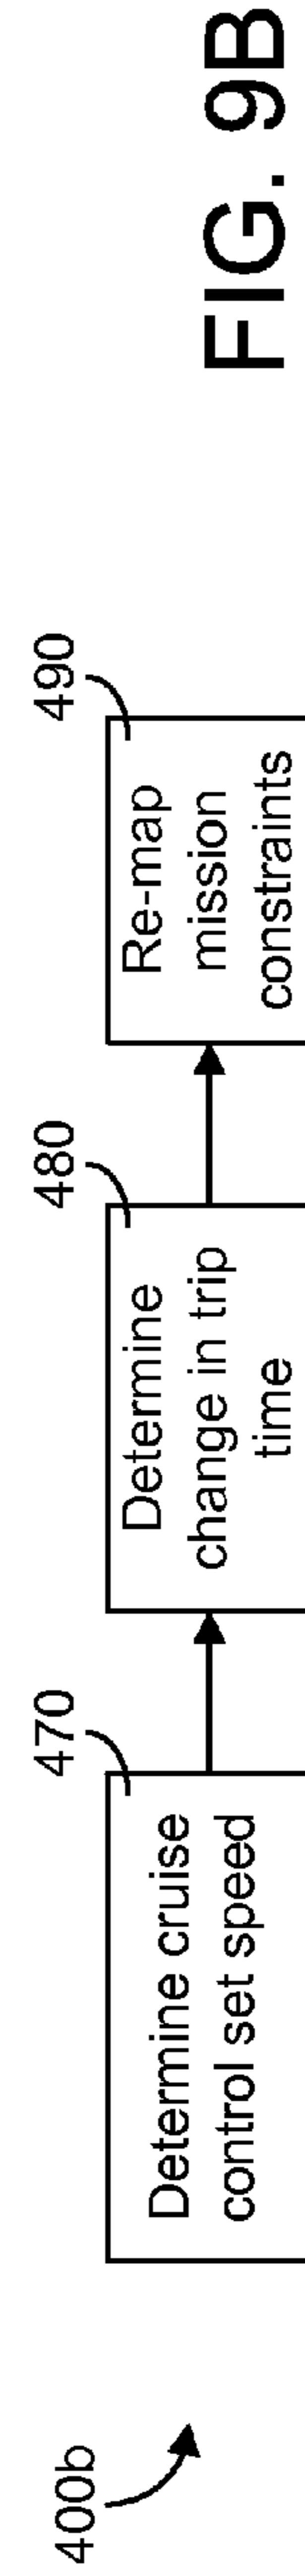 400b
470
Determine cruise
control set speed
480
Determine
change in trip
time
490
Re-map
mission
constraints
FIG. 9B